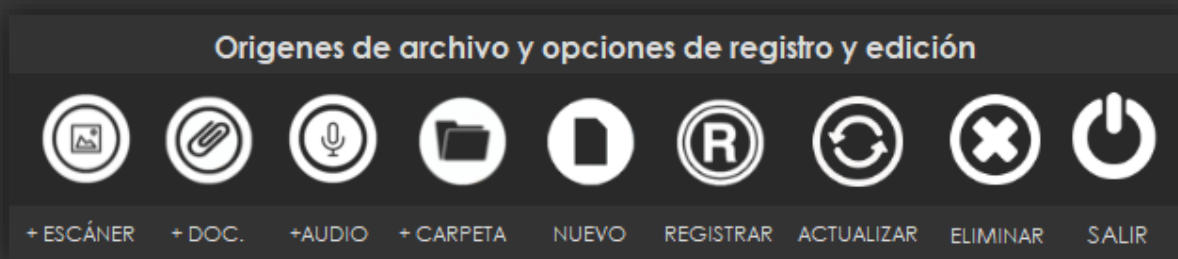 Origenes de archivo y opciones de registro y edición
R
+ ESCÁNER + DOC. +AUDIO + CARPETA NUEVO REGISTRAR ACTUALIZAR ELIMINAR SALIR